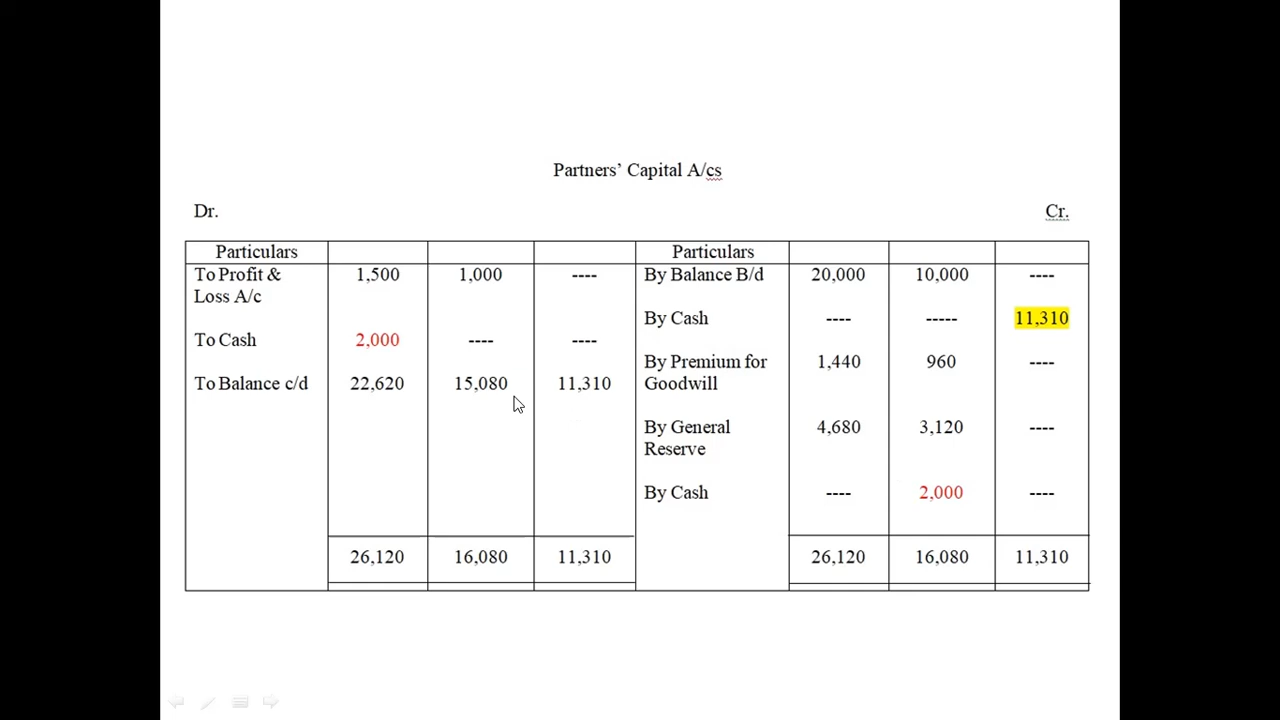 Partners’ Capital A/cs
Dr. Cr.
Particulars Particulars
To Profit & 1,500 1,000 ---- By Balance B/d 20,000 10,000 ----
Loss A/c
By Cash ---- ----- 11,310
To Cash 2,000 ---- ----
By Premium for 1,440 960 ----
To Balance c/d 22,620 15,080 11,310 Goodwill
By General 4,680 3,120 ----
Reserve
By Cash ---- 2,000 ----
26,120 16,080 11,310 26,120 16,080 11,310